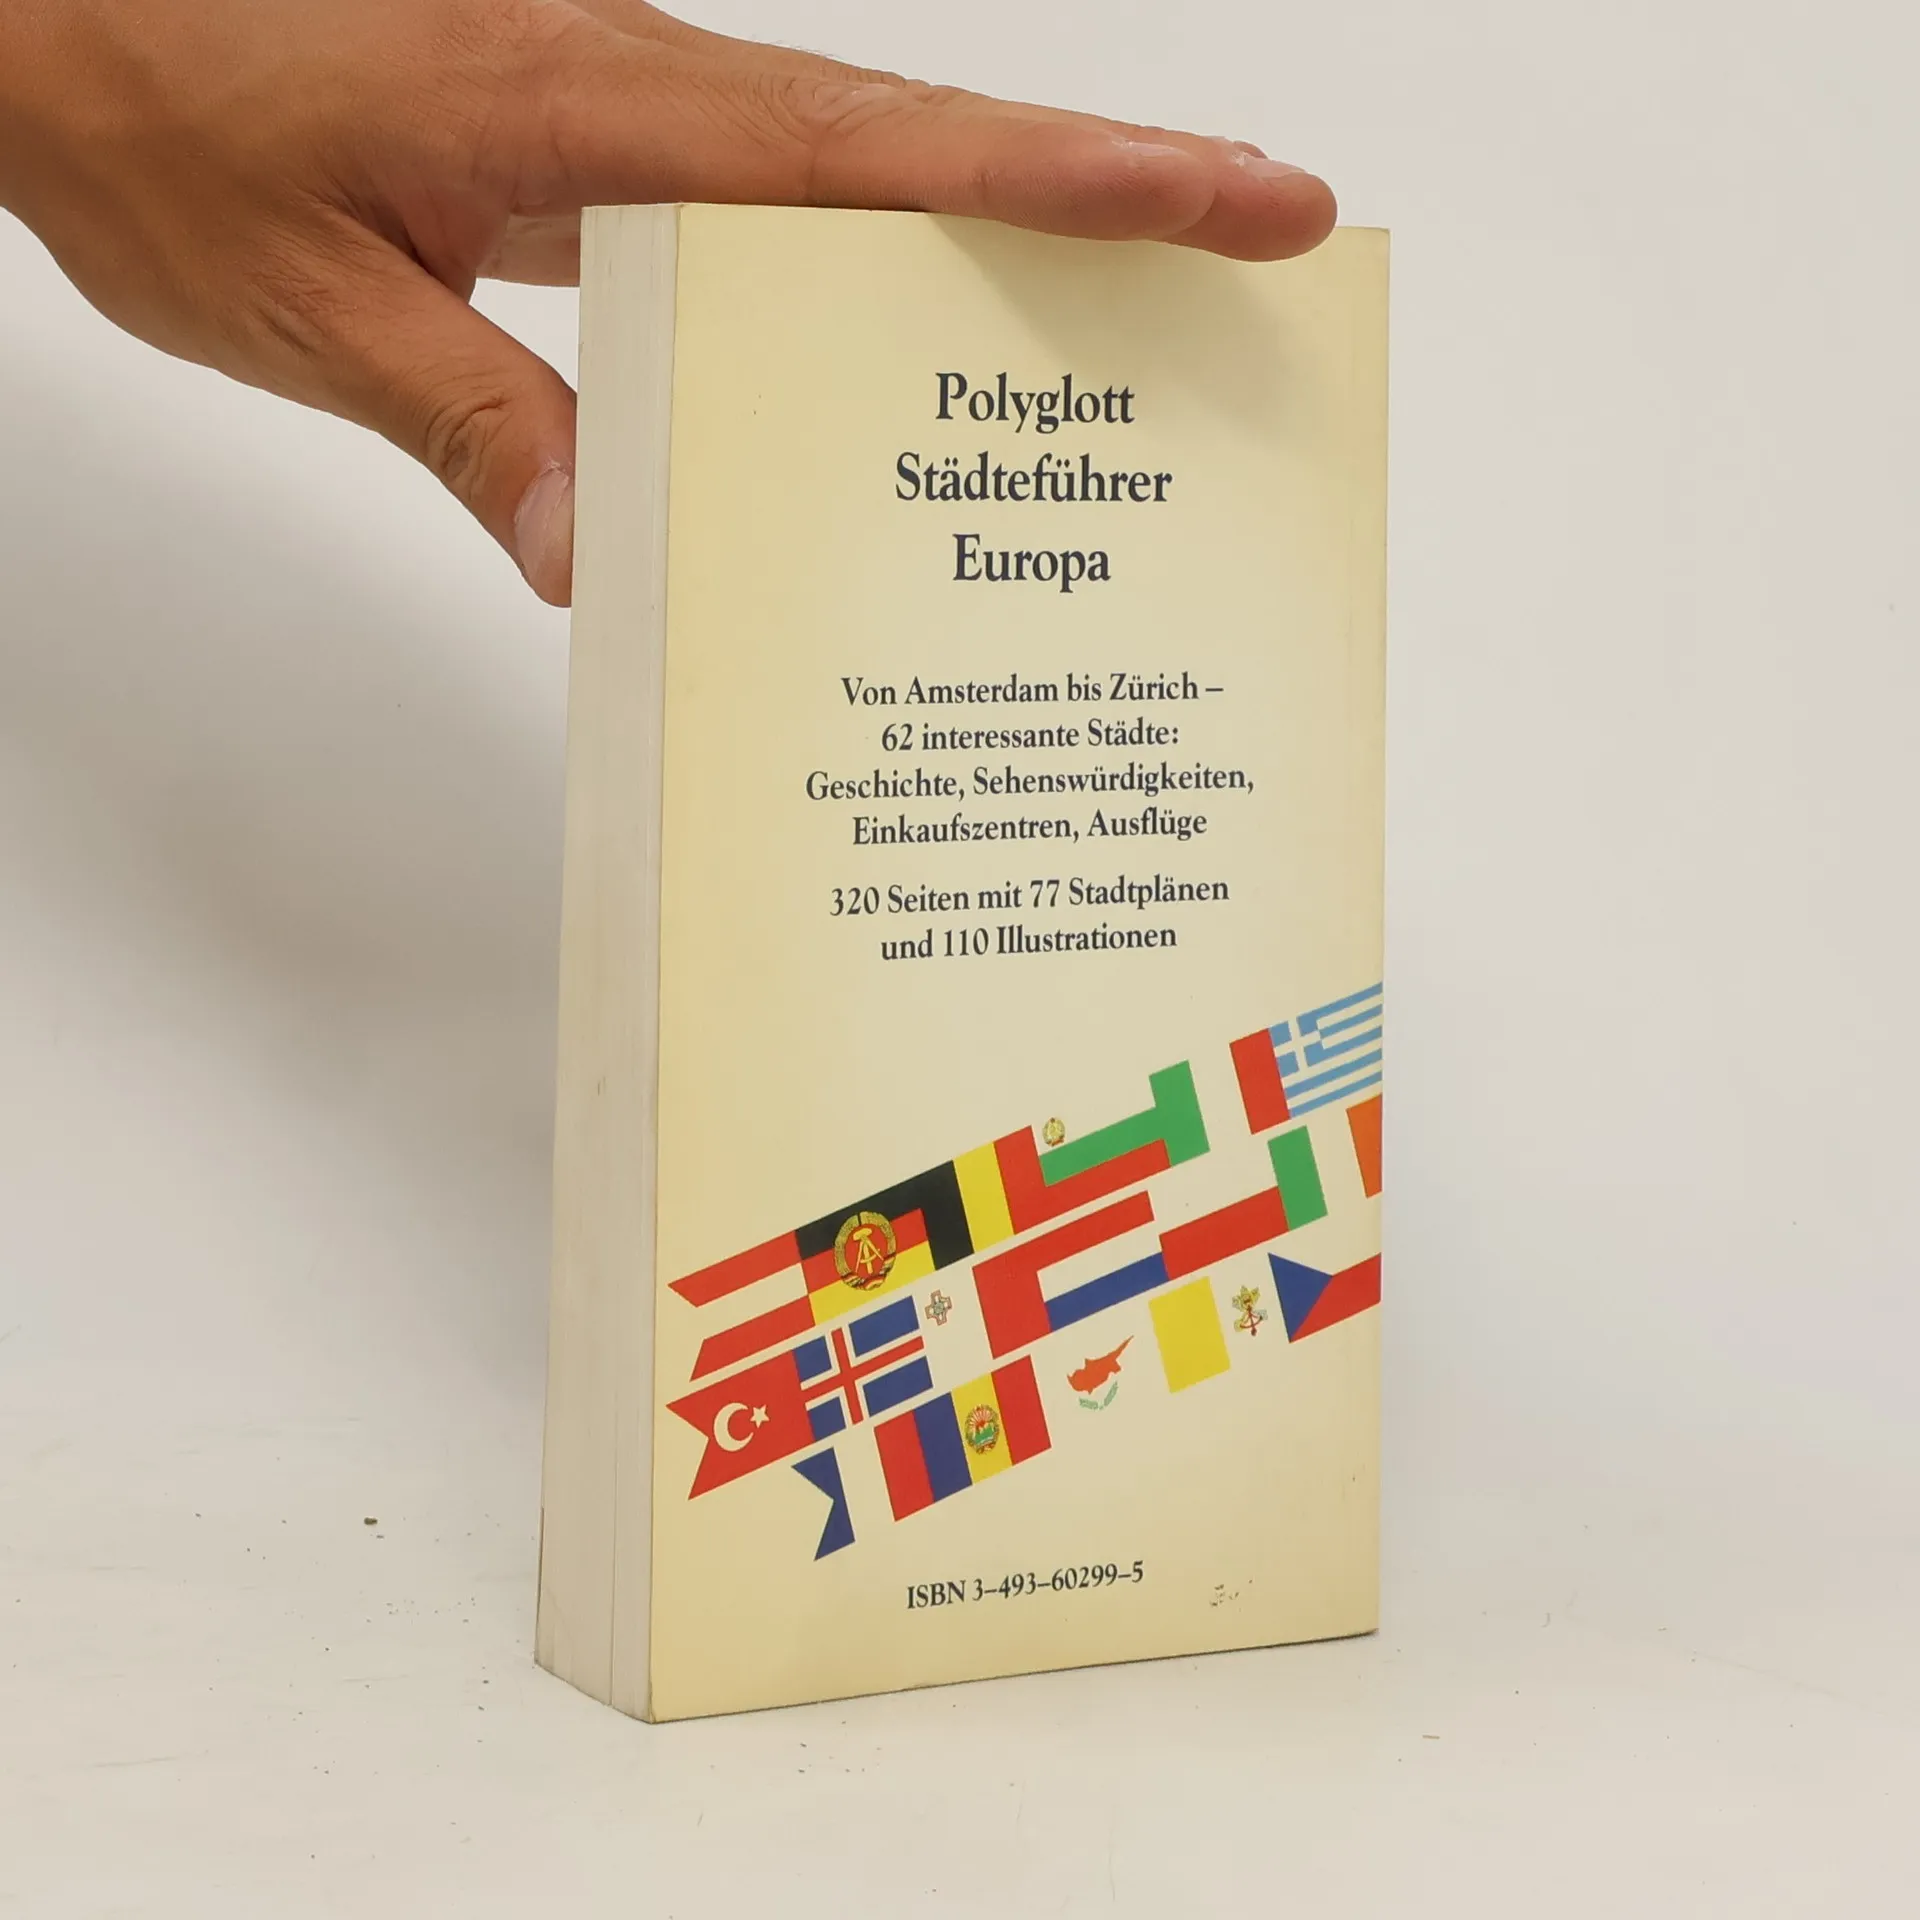 Polyglott
Städteführer
Europa
Von Amsterdam bis Zürich –
62 interessante Städte:
Geschichte, Sehenswürdigkeiten,
Einkaufszentren, Ausflüge
320 Seiten mit 77 Stadtplänen
und 110 Illustrationen
ISBN 3–493–60299–5